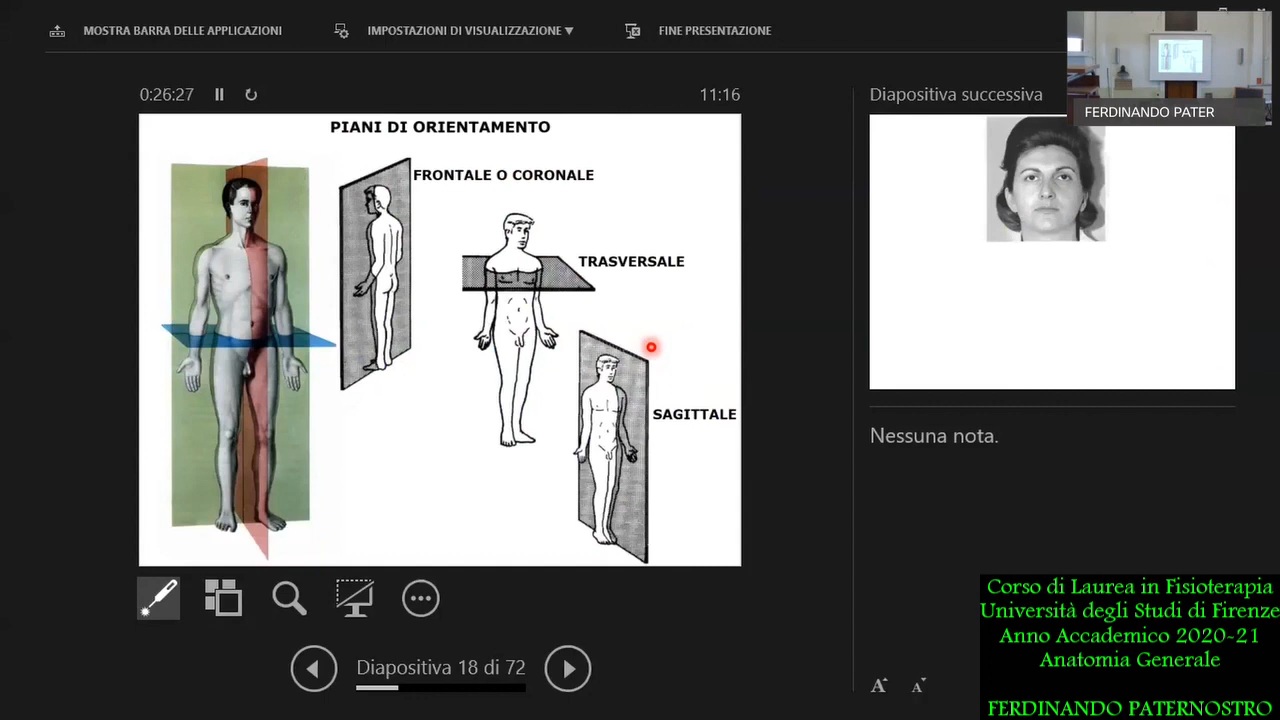 MOSTRA BARRA DELLE APPLICAZIONI
IMPOSTAZIONI DI VISUALIZZAZIONE ▼
FINE PRESENTAZIONE
0:26:27
11:16
Diapositiva successiva
FERDINANDO PATER
PIANI DI ORIENTAMENTO
FRONTALE O CORONALE
TRASVERSALE
SAGITTALE
Nessuna nota.
Diapositiva 18 di 72
A A
Corso di Laurea in Fisioterapia
Università degli Studi di Firenze
Anno Accademico 2020-21
Anatomia Generale
FERDINANDO PATERNOSTRO